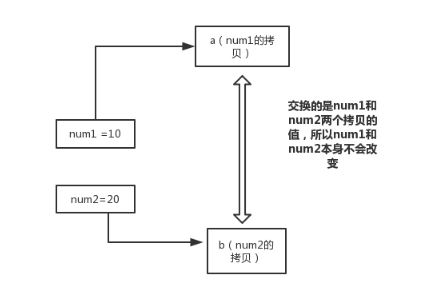 a（num1的拷
贝）
num1 =10
交换的是num1和
num2两个拷贝的
值，所以num1和
num2本身不会改
变
num2=20
b（num2的
拷贝）